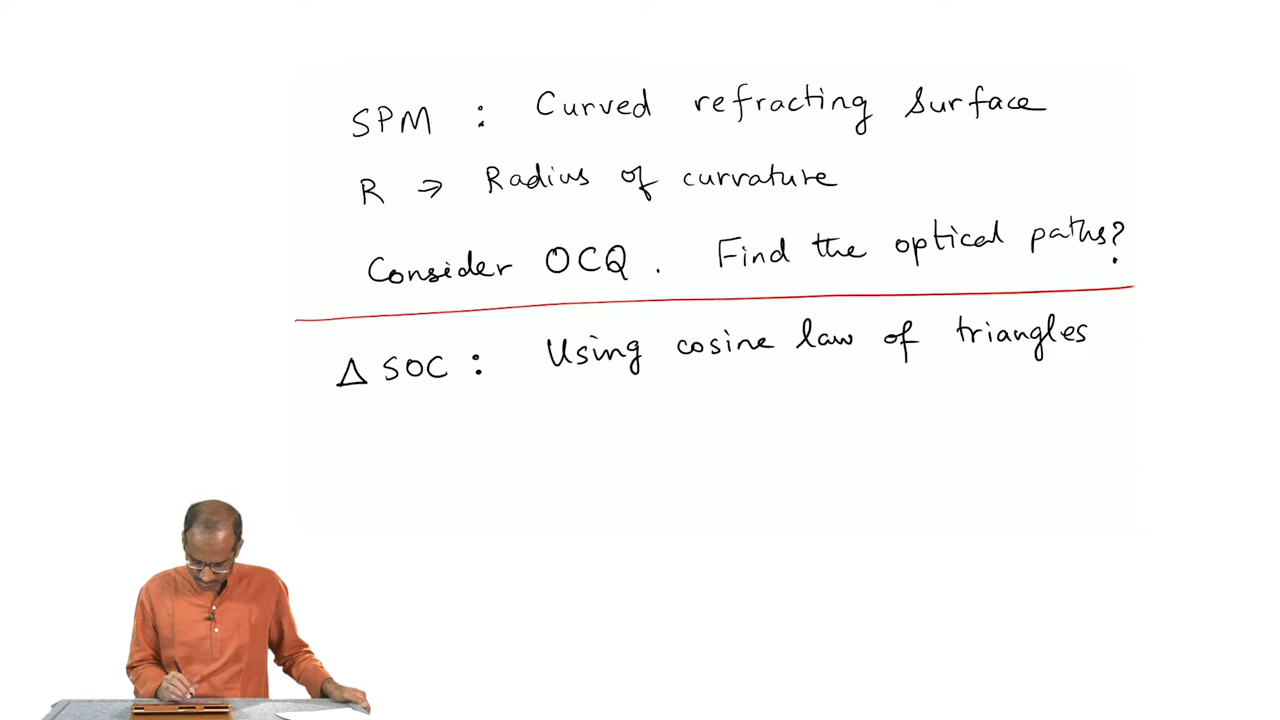 SPM : Curved refracting surface
R → Radius of curvature
Consider OCQ . Find the optical paths?
Δ SOC : Using cosine law of triangles